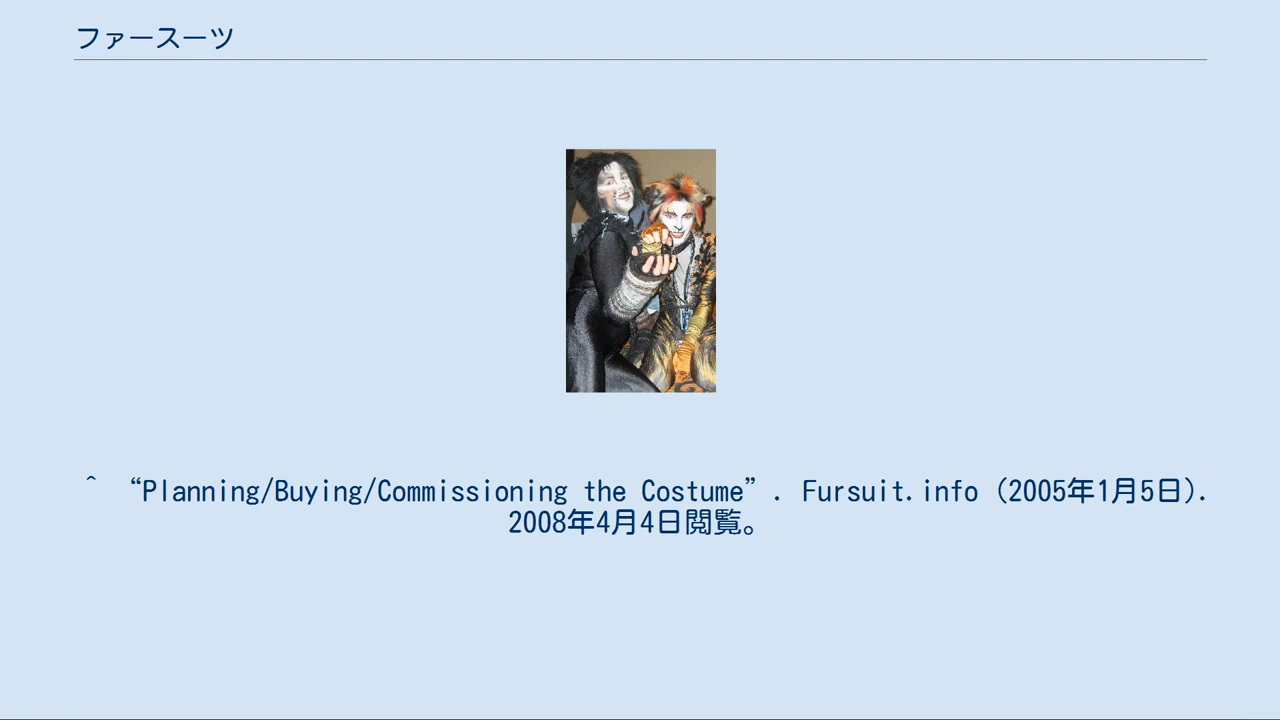 ファースーツ
^ “Planning/Buying/Commissioning the Costume”. Fursuit.info (2005年1月5日).
2008年4月4日閲覧。